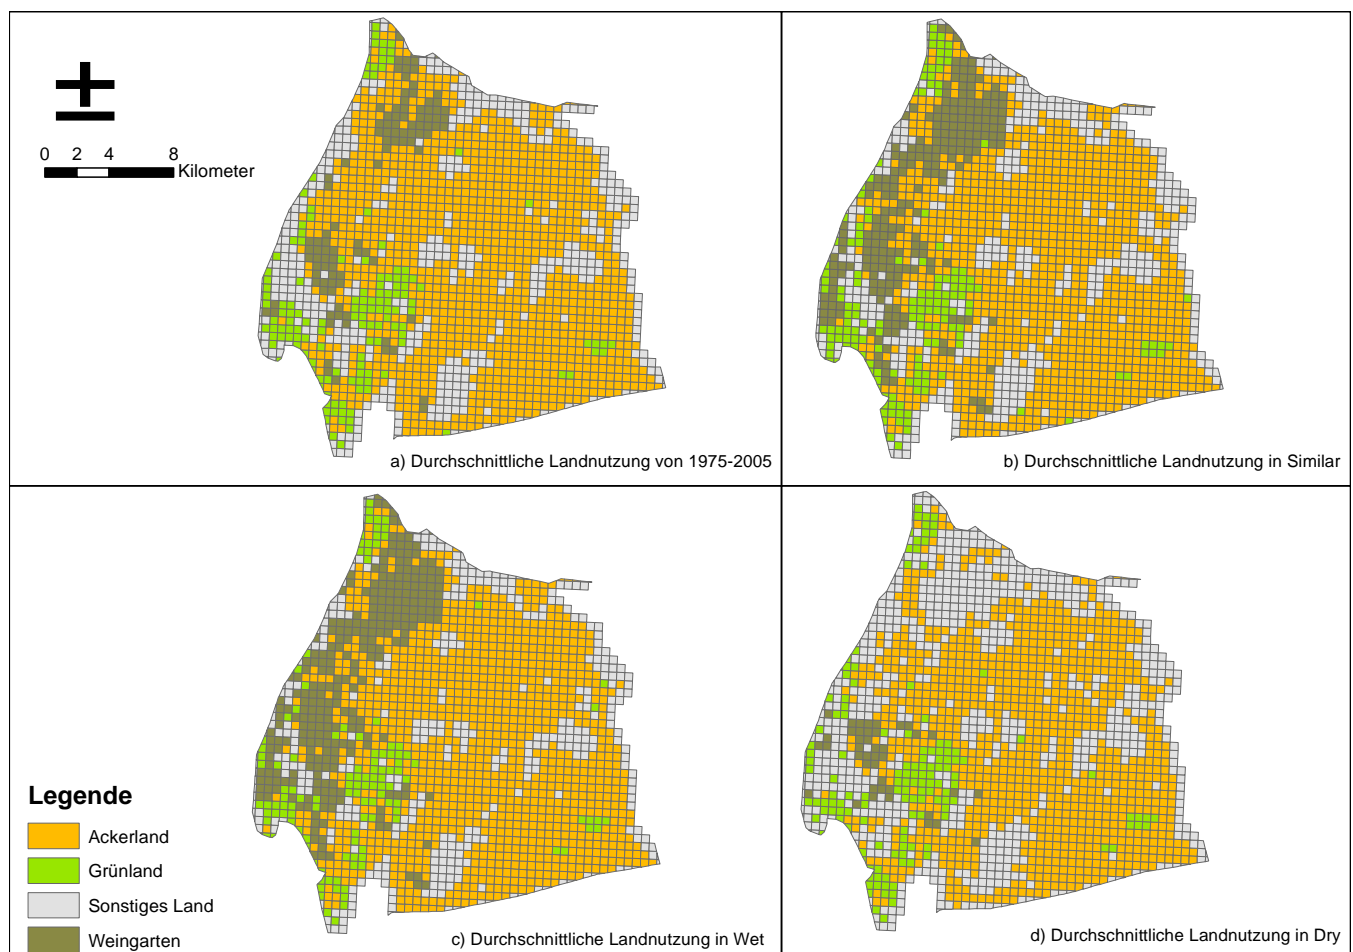 0 2 4 8
Kilometer
a) Durchschnittliche Landnutzung von 1975-2005
b) Durchschnittliche Landnutzung in Similar
Legende
Ackerland
Grünland
Sonstiges Land
Weingarten
c) Durchschnittliche Landnutzung in Wet
d) Durchschnittliche Landnutzung in Dry